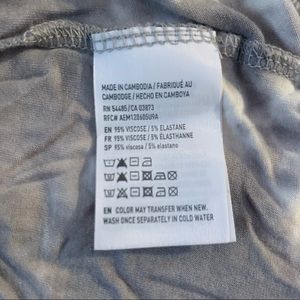 MADE IN CAMBODIA / FABRIQUÉ AU
CAMBODGE / HECHO EN CAMBOYA
RN 54485/CA 03873
RFC# AEM120605U9A
EN 95% VISCOSE / 5% ELASTANE
FR 95% VISCOSE / 5% ÉLASTHANNE
SP 95% viscosa / 5% elastano
EN COLOR MAY TRANSFER WHEN NEW.
WASH ONCE SEPARATELY IN COLD WATER